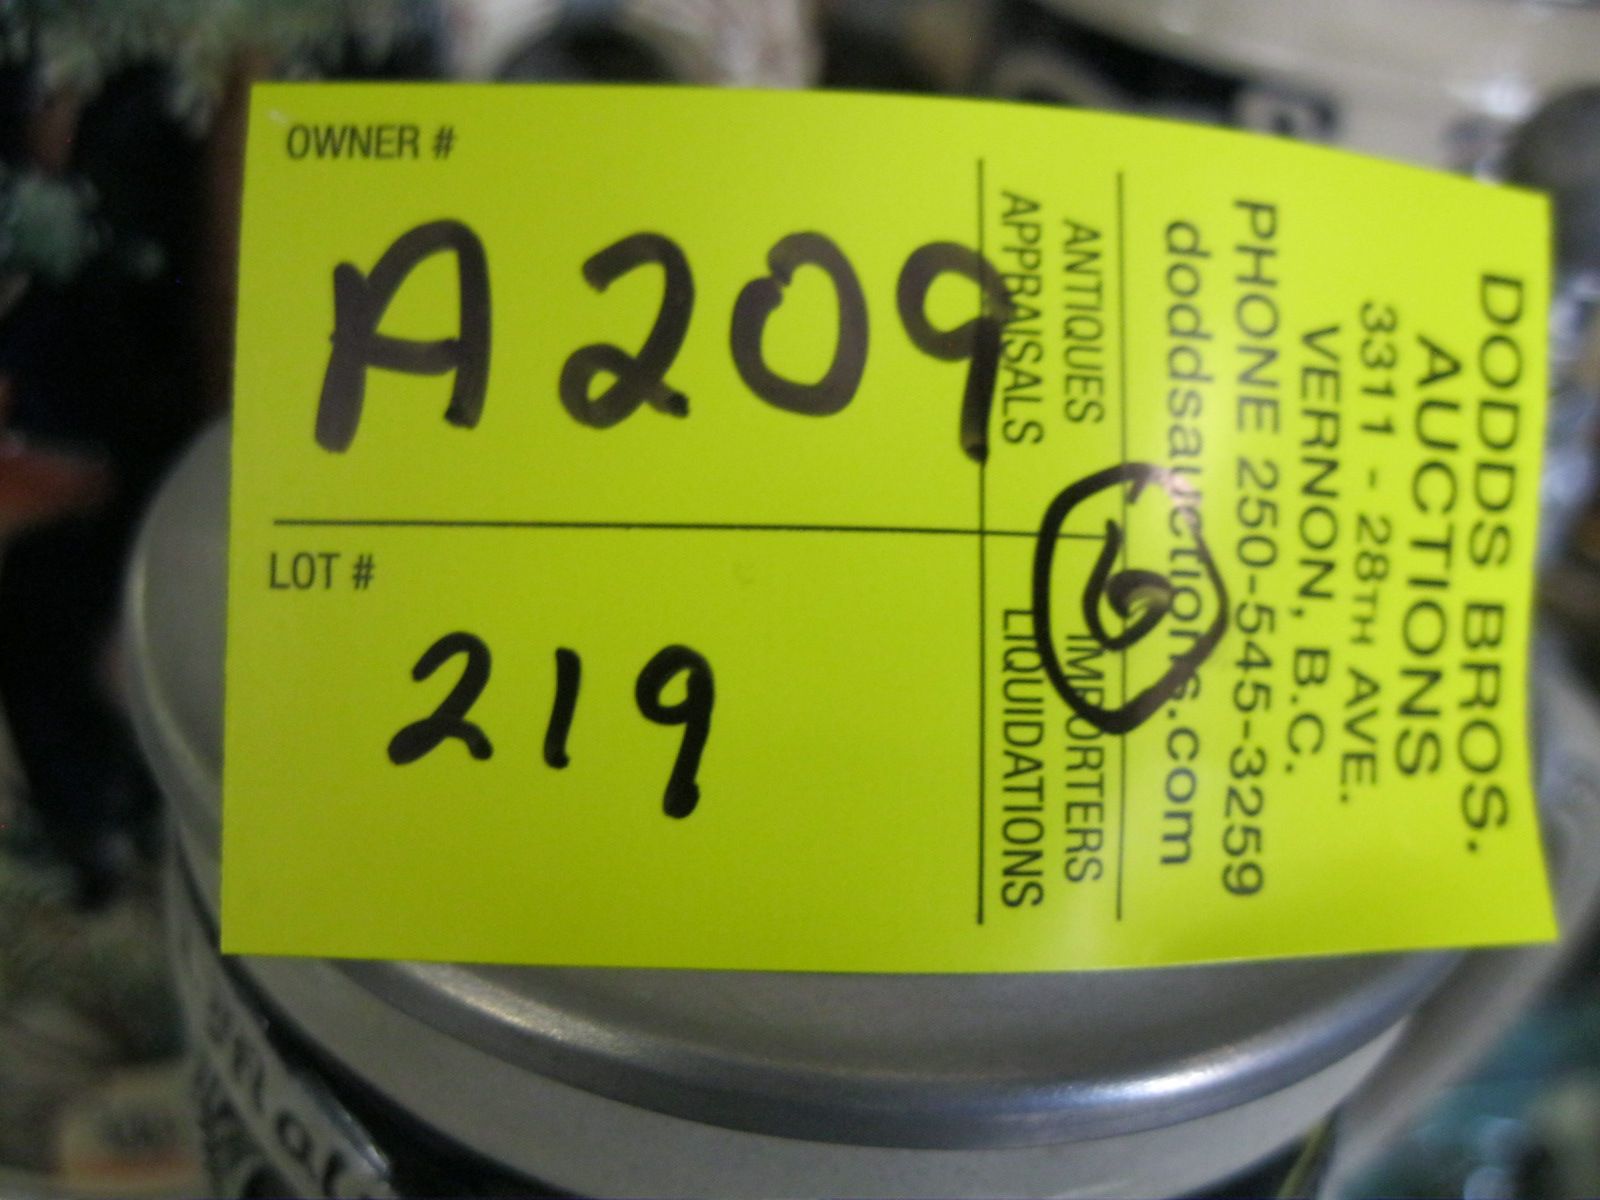 OWNER #
A209
LOT #
219
ANTIQUES
APPRAISALS
IMPORTERS
LIQUIDATIONS
DODDS BROS.
AUCTIONS
3311 - 28TH AVE.
VERNON, B.C.
PHONE 250-545-3259
doddsauctions.com